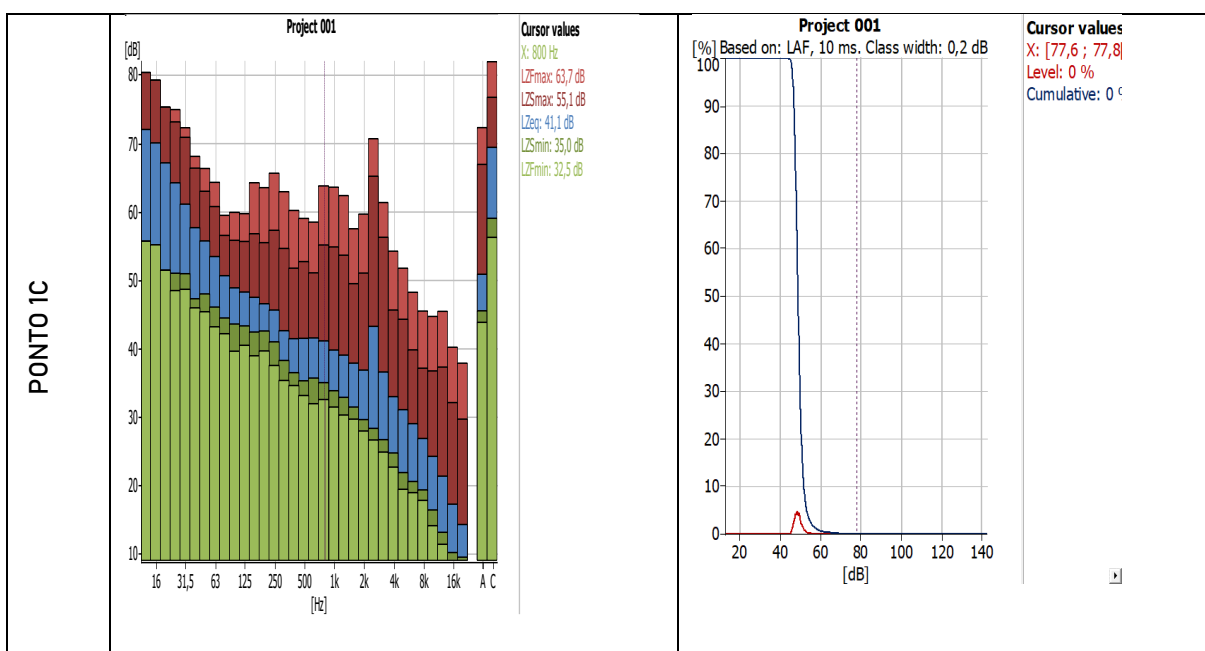 PONTO 1C
Project 001
[dB]
80
70
60
50
40
30
20
10
16 31,5 63 125 250 500 1k 2k 4k 8k 16k A C
[Hz]
Cursor values
X: 800 Hz
LZFmax: 63,7 dB
LZSmax: 55,1 dB
LZeq: 41,1 dB
LZSmin: 35,0 dB
LZFmin: 32,5 dB
Project 001
[%] Based on: LAF, 10 ms. Class width: 0,2 dB
100
90
80
70
60
50
40
30
20
10
0
20 40 60 80 100 120 140
[dB]
Cursor values
X: [77,6 ; 77,8[
Level: 0 %
Cumulative: 0